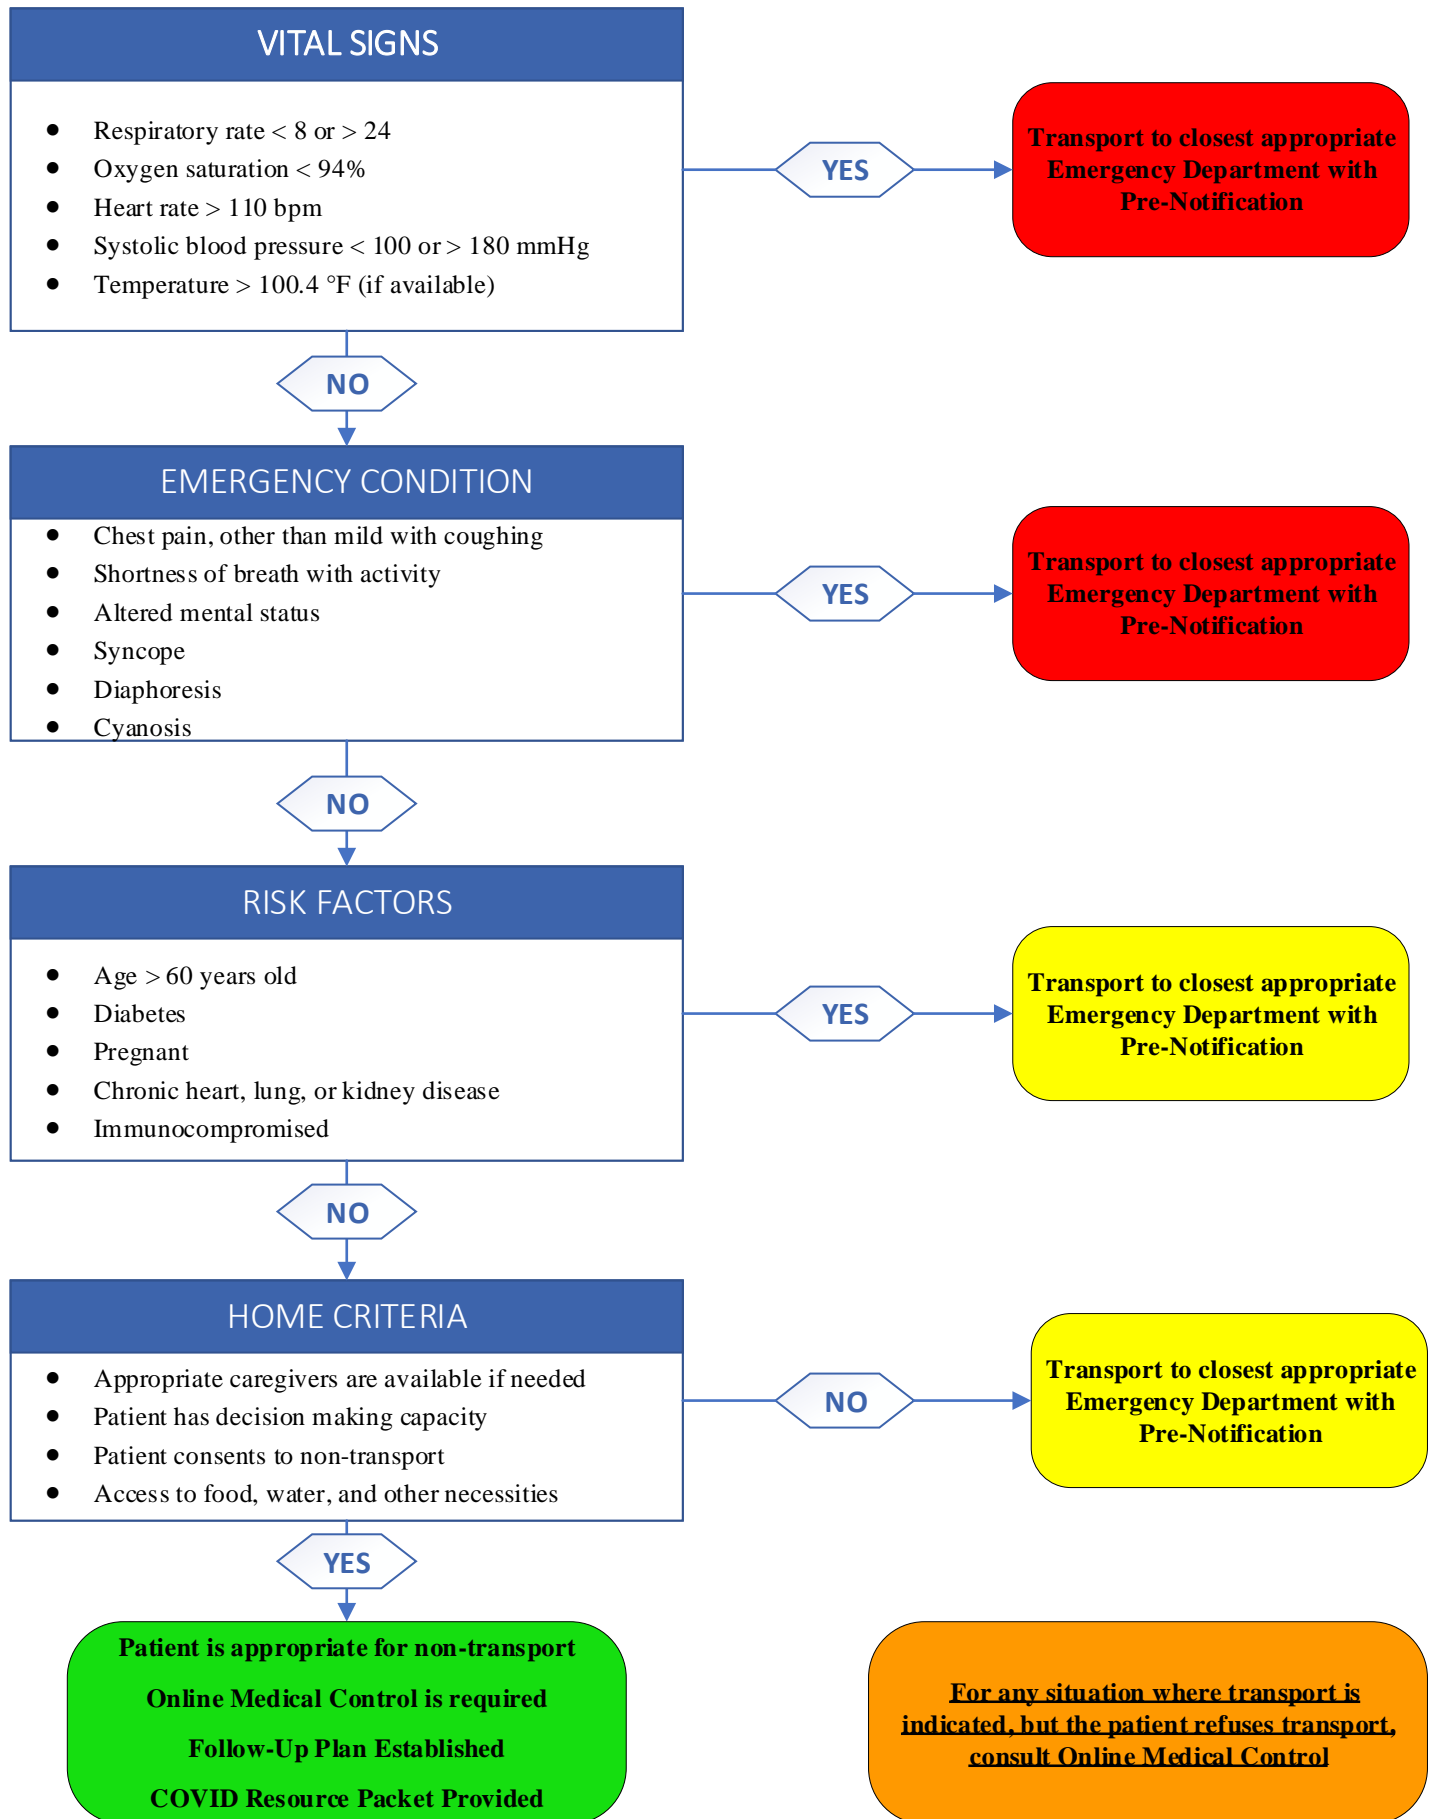 VITAL SIGNS
● Respiratory rate < 8 or > 24
● Oxygen saturation < 94%
● Heart rate > 110 bpm
● Systolic blood pressure < 100 or > 180 mmHg
● Temperature > 100.4 °F (if available)
YES
Transport to closest appropriate
Emergency Department with
Pre-Notification
NO
EMERGENCY CONDITION
● Chest pain, other than mild with coughing
● Shortness of breath with activity
● Altered mental status
● Syncope
● Diaphoresis
● Cyanosis
YES
Transport to closest appropriate
Emergency Department with
Pre-Notification
NO
RISK FACTORS
● Age > 60 years old
● Diabetes
● Pregnant
● Chronic heart, lung, or kidney disease
● Immunocompromised
YES
Transport to closest appropriate
Emergency Department with
Pre-Notification
NO
HOME CRITERIA
● Appropriate caregivers are available if needed
● Patient has decision making capacity
● Patient consents to non-transport
● Access to food, water, and other necessities
NO
Transport to closest appropriate
Emergency Department with
Pre-Notification
YES
Patient is appropriate for non-transport
Online Medical Control is required
Follow-Up Plan Established
COVID Resource Packet Provided
For any situation where transport is
indicated, but the patient refuses transport,
consult Online Medical Control